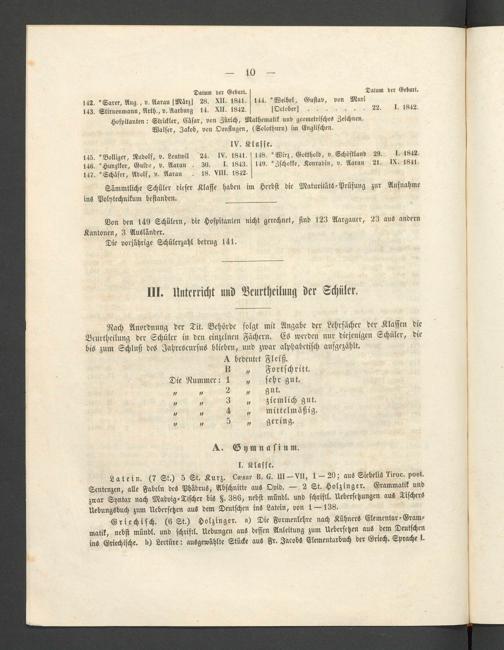 — 10 —
Datum der Geburt.
Datum der Geburt.
142. *Saxer, Aug., v. Aarau [März] 28. XII. 1841.
143. Stirnemann, Arth., v. Aarburg 14. XII. 1842.
144. *Weibel, Gustav, von Muri
[October] . . . . . . . 22. I. 1842.
Hospitanten: Strickler, Cäsar, von Zürich, Mathematik und geometrisches Zeichnen.
Walser, Jakob, von Oensingen, (Solothurn) im Englischen.
IV. Klasse.
145. *Bolliger, Rudolf, v. Leutwil 24. IV. 1841.
146. *Hunziker, Guido, v. Aarau . 30. I. 1843.
147. *Schäfer, Adolf, v. Aarau . 18. VIII. 1842.
148. *Wirz, Gotthold, v. Schöftland 29. I. 1842.
149. *Zschokke, Konradin, v. Aarau 21. IX. 1841.
Sämmtliche Schüler dieser Klasse haben im Herbst die Maturitäts-Prüfung zur Aufnahme
ins Polytechnikum bestanden.
Von den 149 Schülern, die Hospitanten nicht gerechnet, sind 123 Aargauer, 23 aus andern
Kantonen, 3 Ausländer.
Die vorjährige Schülerzahl betrug 141.
III. Unterricht und Beurtheilung der Schüler.
Nach Anordnung der Tit. Behörde folgt mit Angabe der Lehrfächer der Klassen die
Beurtheilung der Schüler in den einzelnen Fächern. Es werden nur diejenigen Schüler, die
bis zum Schluß des Jahrescursus blieben, und zwar alphabetisch aufgezählt.
A bedeutet Fleiß.
B „ Fortschritt.
Die Nummer: 1 „ sehr gut.
„ „ 2 „ gut.
„ „ 3 „ ziemlich gut.
„ „ 4 „ mittelmäßig.
„ „ 5 „ gering.
A. Gymnasium.
I. Klasse.
Latein. (7 St.) 5 St. Kurz. Cæsar B. G. III—VII, 1—20; aus Siebelis Tiroc. poet.
Sentenzen, alle Fabeln des Phädrus, Abschnitte aus Ovid. — 2 St. Holzinger. Grammatik und
zwar Syntax nach Madvig-Tischer bis §. 386, nebst mündl. und schriftl. Uebersetzungen aus Tischers
Uebungsbuch zum Uebersetzen aus dem Deutschen ins Latein, von 1—138.
Griechisch. (6 St.) Holzinger. a) Die Formenlehre nach Kühners Elementar-Gram-
matik, nebst mündl. und schriftl. Uebungen aus dessen Anleitung zum Uebersetzen aus dem Deutschen
ins Griechische. b) Lectüre: ausgewählte Stücke aus Fr. Jacobs Elementarbuch der Griech. Sprache I.